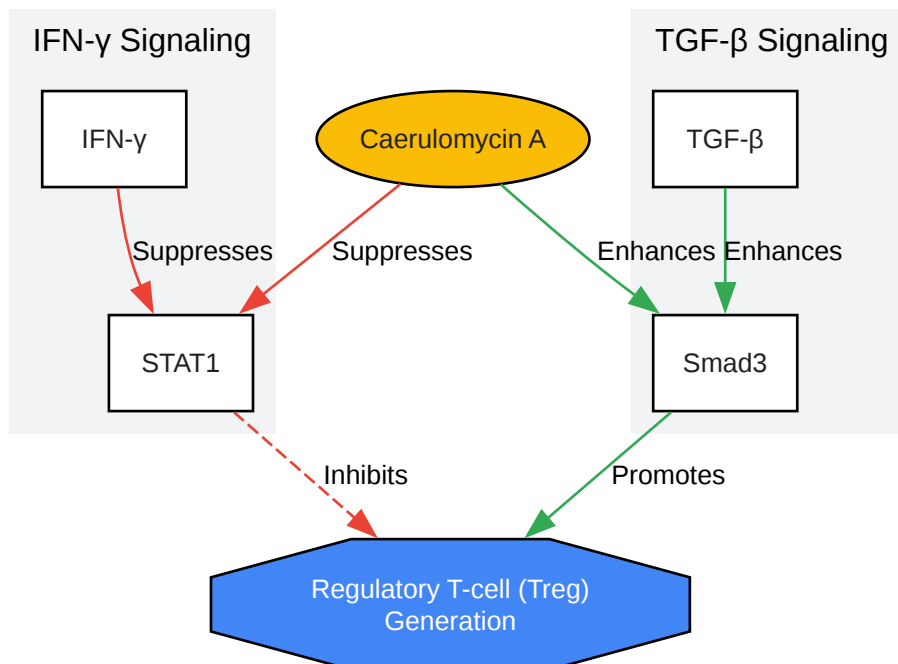 IFN-γ Signaling
TGF-β Signaling
IFN-γ
Caerulomycin A
TGF-β
Suppresses
Suppresses
Enhances
Enhances
STAT1
Smad3
Inhibits
Promotes
Regulatory T-cell (Treg)
Generation